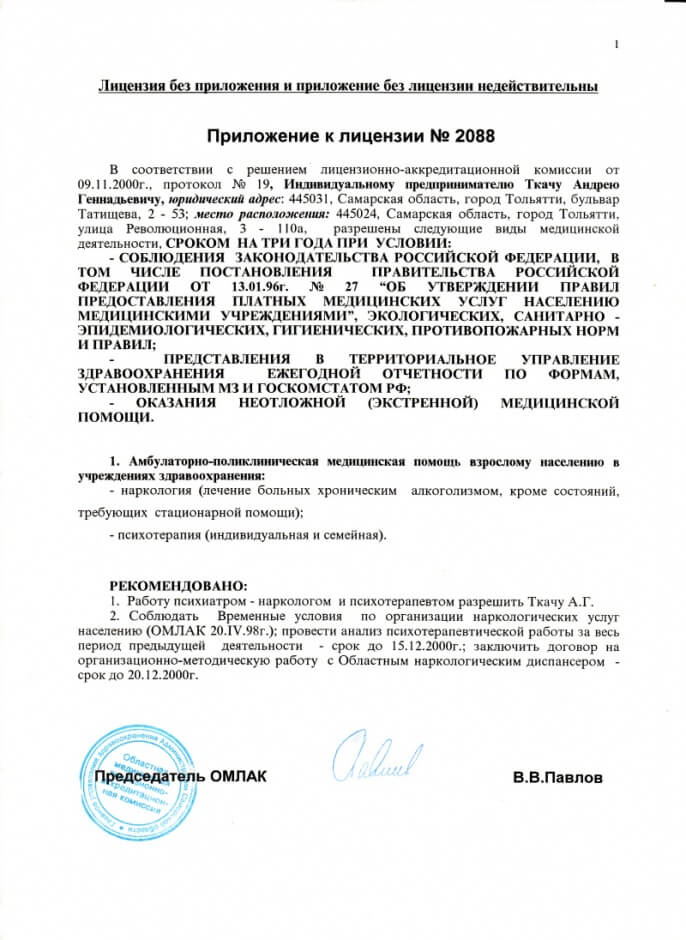 1
Лицензия без приложения и приложение без лицензии недействительны
Приложение к лицензии № 2088
В соответствии с решением лицензионно-аккредитационной комиссии от
09.11.2000г., протокол № 19, Индивидуальному предпринимателю Ткачу Андрею
Геннадьевичу, юридический адрес: 445031, Самарская область, город Тольятти, бульвар
Татищева, 2 - 53; место расположения: 445024, Самарская область, город Тольятти,
улица Революционная, 3 - 110а, разрешены следующие виды медицинской
деятельности, СРОКОМ НА ТРИ ГОДА ПРИ УСЛОВИИ:
- СОБЛЮДЕНИЯ ЗАКОНОДАТЕЛЬСТВА РОССИЙСКОЙ ФЕДЕРАЦИИ, В
ТОМ ЧИСЛЕ ПОСТАНОВЛЕНИЯ ПРАВИТЕЛЬСТВА РОССИЙСКОЙ
ФЕДЕРАЦИИ ОТ 13.01.96г. № 27 “ОБ УТВЕРЖДЕНИИ ПРАВИЛ
ПРЕДОСТАВЛЕНИЯ ПЛАТНЫХ МЕДИЦИНСКИХ УСЛУГ НАСЕЛЕНИЮ
МЕДИЦИНСКИМИ УЧРЕЖДЕНИЯМИ”, ЭКОЛОГИЧЕСКИХ, САНИТАРНО -
ЭПИДЕМИОЛОГИЧЕСКИХ, ГИГИЕНИЧЕСКИХ, ПРОТИВОПОЖАРНЫХ НОРМ
И ПРАВИЛ;
- ПРЕДСТАВЛЕНИЯ В ТЕРРИТОРИАЛЬНОЕ УПРАВЛЕНИЕ
ЗДРАВООХРАНЕНИЯ ЕЖЕГОДНОЙ ОТЧЕТНОСТИ ПО ФОРМАМ,
УСТАНОВЛЕННЫМ МЗ И ГОСКОМСТАТОМ РФ;
- ОКАЗАНИЯ НЕОТЛОЖНОЙ (ЭКСТРЕННОЙ) МЕДИЦИНСКОЙ
ПОМОЩИ.
1. Амбулаторно-поликлиническая медицинская помощь взрослому населению в
учреждениях здравоохранения:
- наркология (лечение больных хроническим алкоголизмом, кроме состояний,
требующих стационарной помощи);
- психотерапия (индивидуальная и семейная).
РЕКОМЕНДОВАНО:
1. Работу психиатром - наркологом и психотерапевтом разрешить Ткачу А.Г.
2. Соблюдать Временные условия по организации наркологических услуг
населению (ОМЛАК 20.IV.98г.); провести анализ психотерапевтической работы за весь
период предыдущей деятельности - срок до 15.12.2000г.; заключить договор на
организационно-методическую работу с Областным наркологическим диспансером -
срок до 20.12.2000г.
Председатель ОМЛАК
В.В.Павлов
Областная
медицинская
ная комиссия